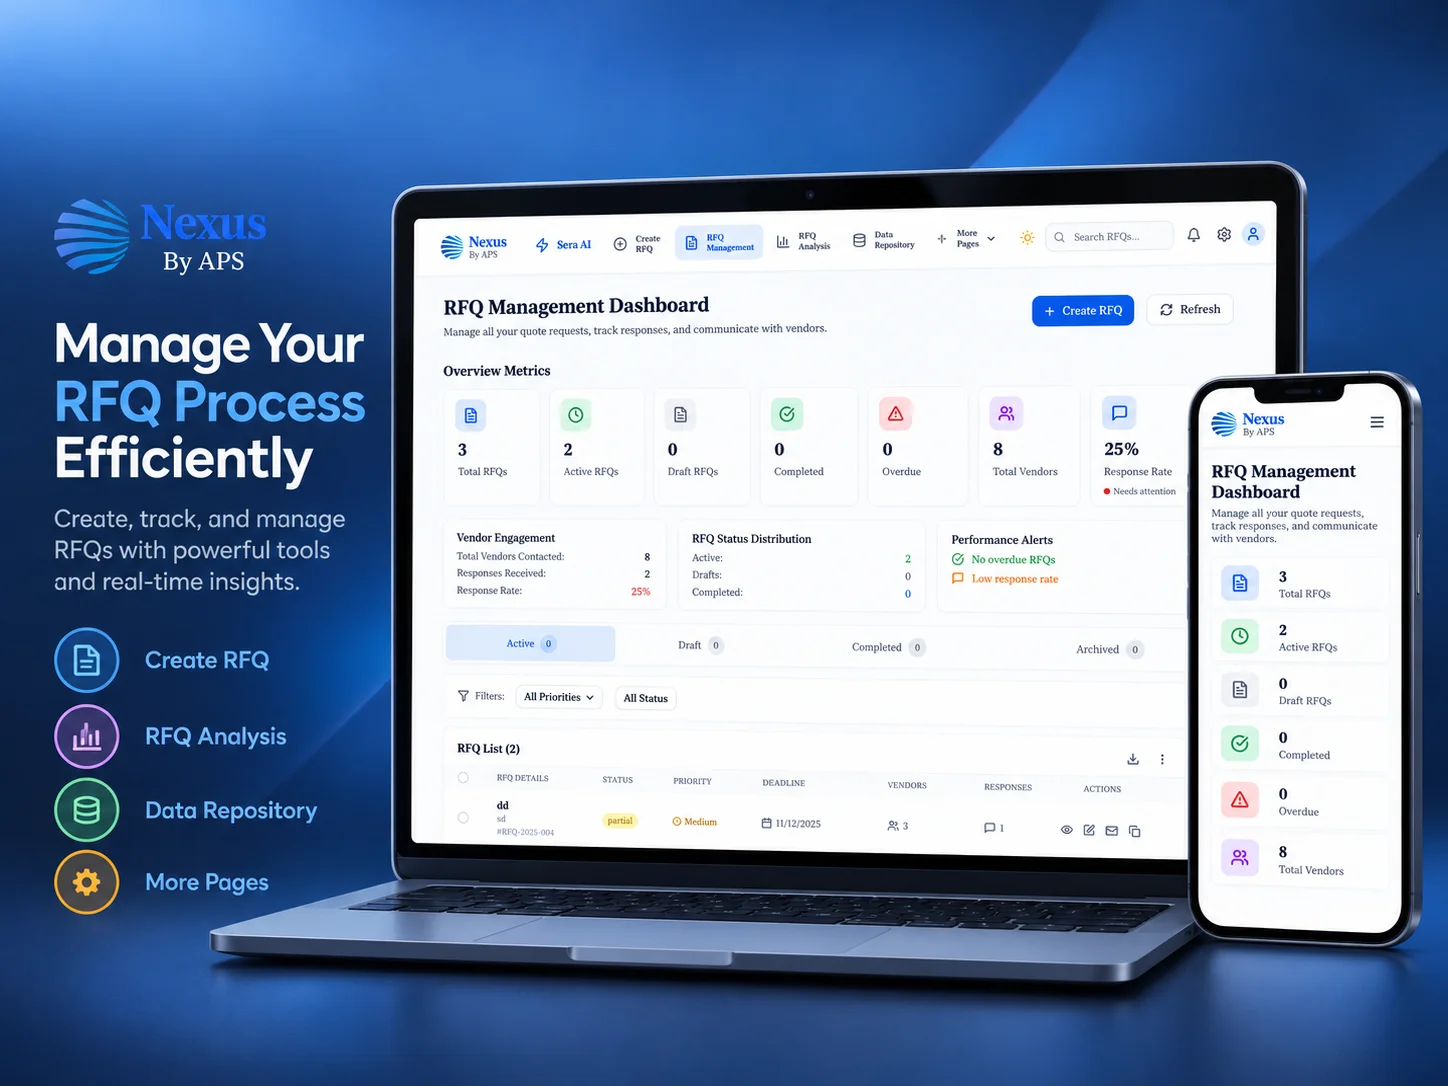 Nexus
By APS
Manage Your
RFQ Process
Efficiently
Create, track, and manage
RFQs with powerful tools
and real-time insights.
Create RFQ
RFQ Analysis
Data Repository
More Pages
Nexus
By APS
Sera AI
Create
RFQ
RFQ
Management
RFQ
Analysis
Data
Repository
More
Pages
Search RFQs...
RFQ Management Dashboard
Manage all your quote requests, track responses, and communicate with vendors.
Create RFQ
Refresh
Overview Metrics
3
Total RFQs
2
Active RFQs
0
Draft RFQs
0
Completed
0
Overdue
8
Total Vendors
25%
Response Rate
Needs attention
Vendor Engagement
Total Vendors Contacted: 8
Responses Received: 2
Response Rate: 25%
RFQ Status Distribution
Active: 2
Drafts: 0
Completed: 0
Performance Alerts
No overdue RFQs
Low response rate
Active 0
Draft 0
Completed 0
Archived 0
Filters: All Priorities All Status
RFQ List (2)
RFQ DETAILS STATUS PRIORITY DEADLINE VENDORS RESPONSES ACTIONS
dd
sd
#RFQ-2025-004
partial
Medium
11/12/2025
3
1
Nexus
By APS
RFQ Management
Dashboard
Manage all your quote requests,
track responses, and communicate
with vendors.
3
Total RFQs
2
Active RFQs
0
Draft RFQs
0
Completed
0
Overdue
8
Total Vendors